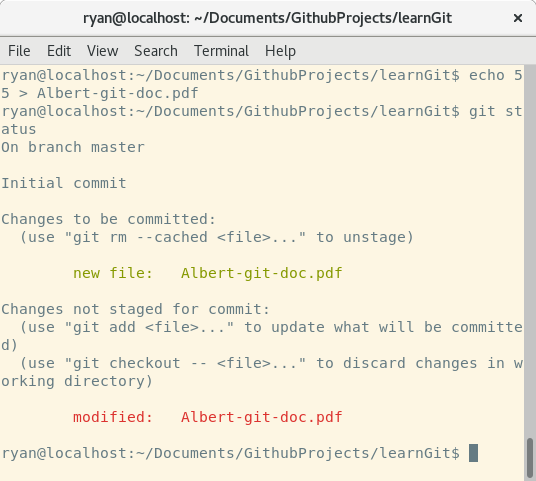 ryan@localhost: ~/Documents/GithubProjects/learnGit
File Edit View Search Terminal Help
ryan@localhost:~/Documents/GithubProjects/learnGit$ echo 5
5 > Albert-git-doc.pdf
ryan@localhost:~/Documents/GithubProjects/learnGit$ git st
atus
On branch master
Initial commit
Changes to be committed:
(use "git rm --cached <file>..." to unstage)
new file: Albert-git-doc.pdf
Changes not staged for commit:
(use "git add <file>..." to update what will be committe
d)
(use "git checkout -- <file>..." to discard changes in w
orking directory)
modified: Albert-git-doc.pdf
ryan@localhost:~/Documents/GithubProjects/learnGit$